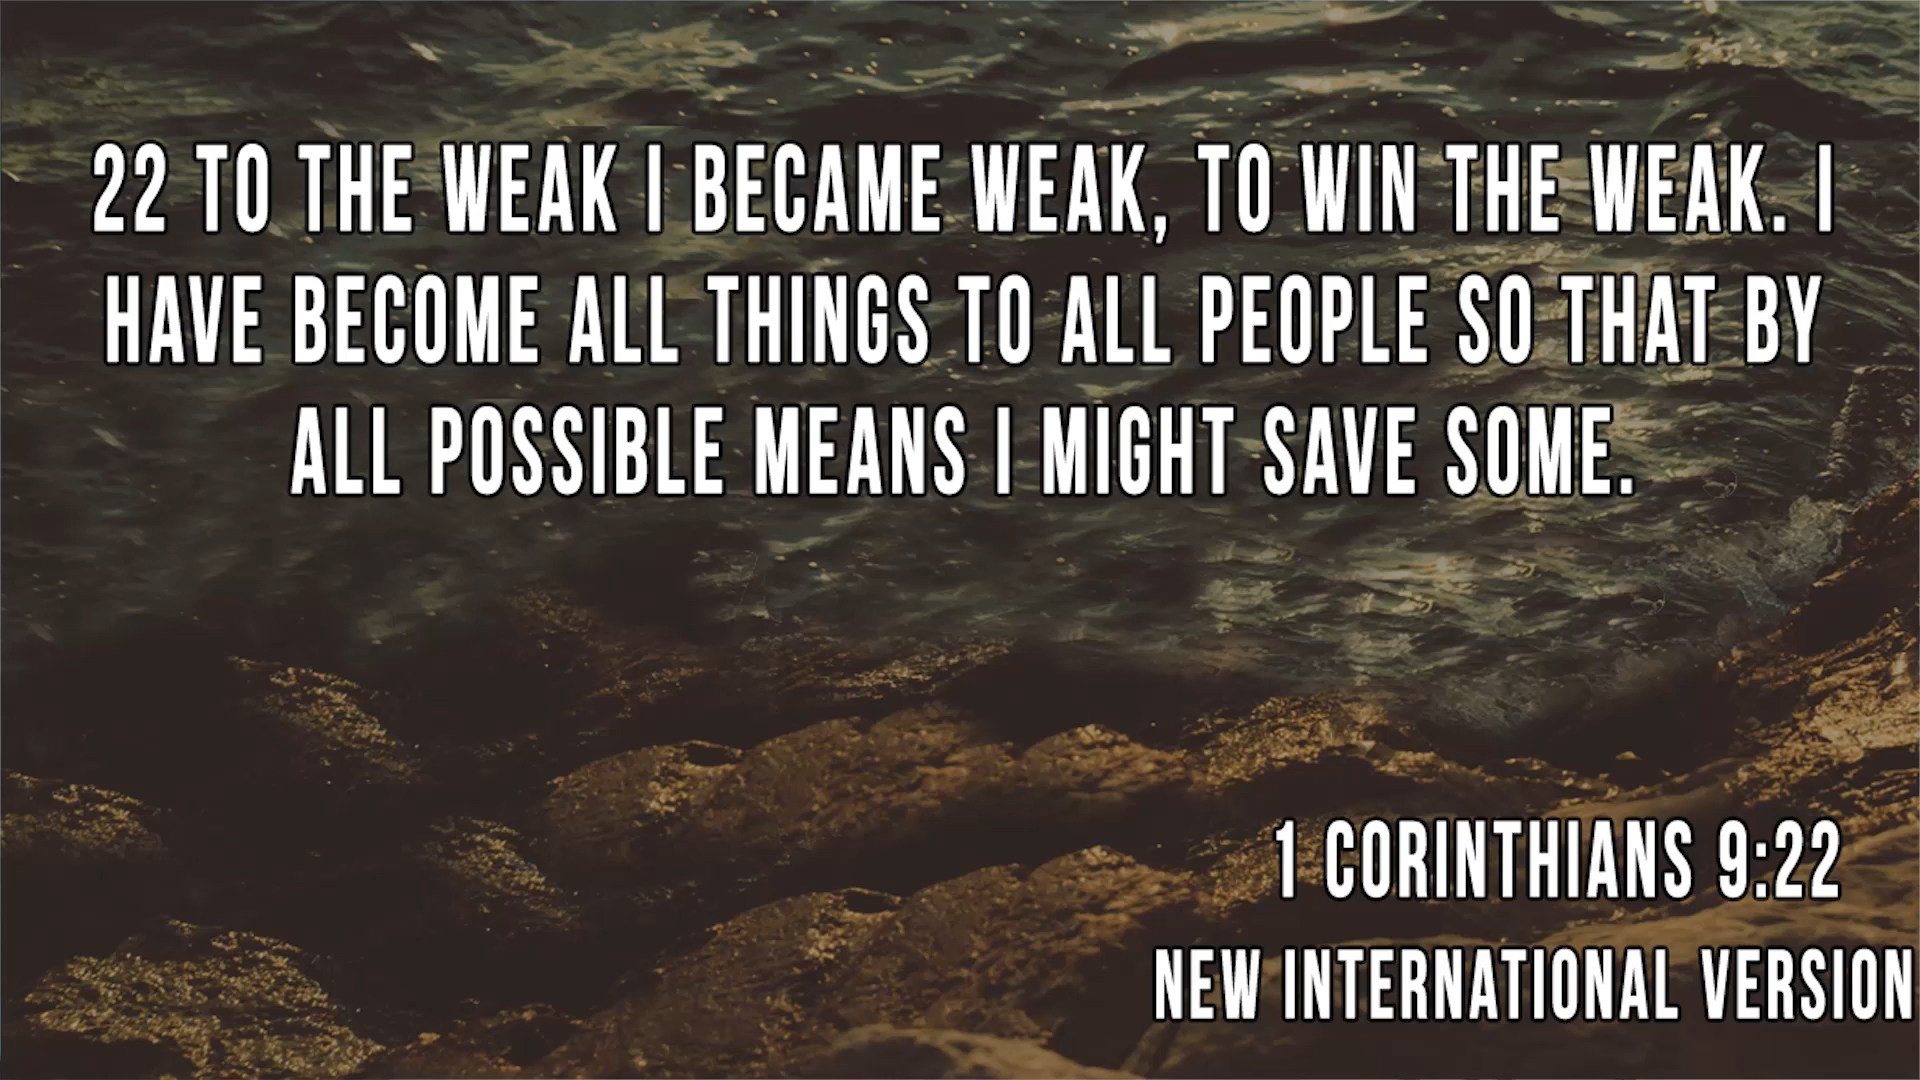 22 TO THE WEAK I BECAME WEAK, TO WIN THE WEAK. I
HAVE BECOME ALL THINGS TO ALL PEOPLE SO THAT BY
ALL POSSIBLE MEANS I MIGHT SAVE SOME.
1 CORINTHIANS 9:22
NEW INTERNATIONAL VERSION